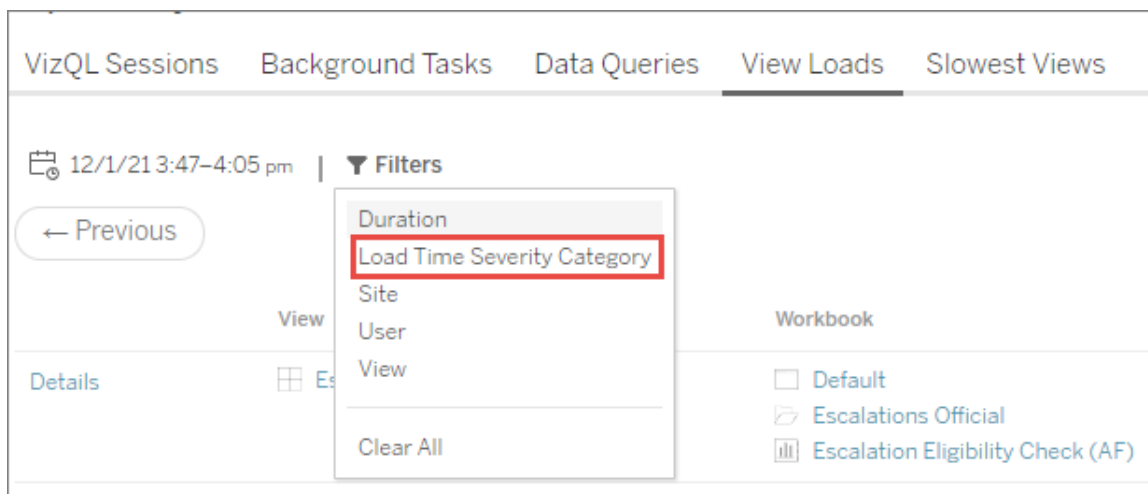 VizQL Sessions Background Tasks Data Queries View Loads Slowest Views
12/1/21 3:47–4:05 pm | Filters
← Previous
Duration
Load Time Severity Category
Site
User
View
Clear All
View Workbook
Details Es Default
Escalations Official
Escalation Eligibility Check (AF)